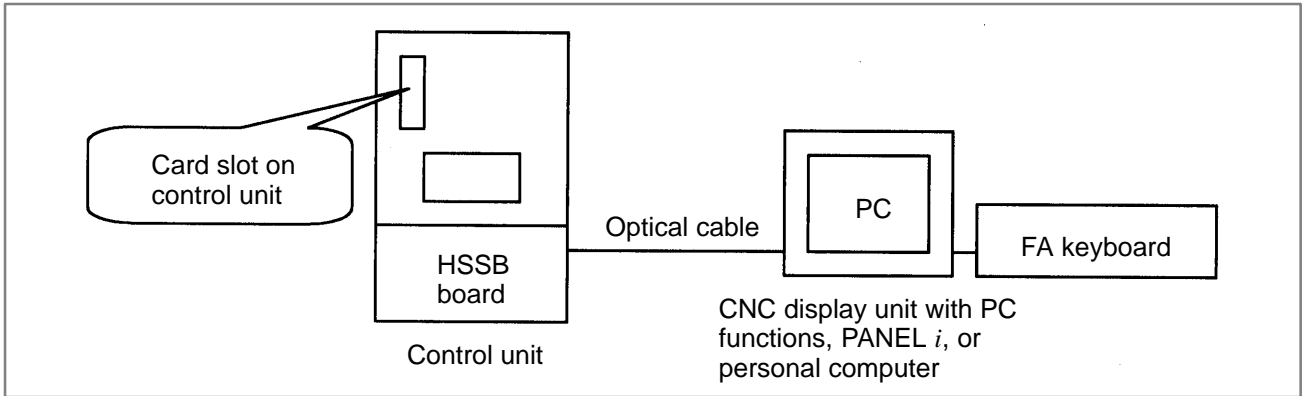 Card slot on
control unit
HSSB
board
Control unit
Optical cable
PC
FA keyboard
CNC display unit with PC
functions, PANEL i, or
personal computer